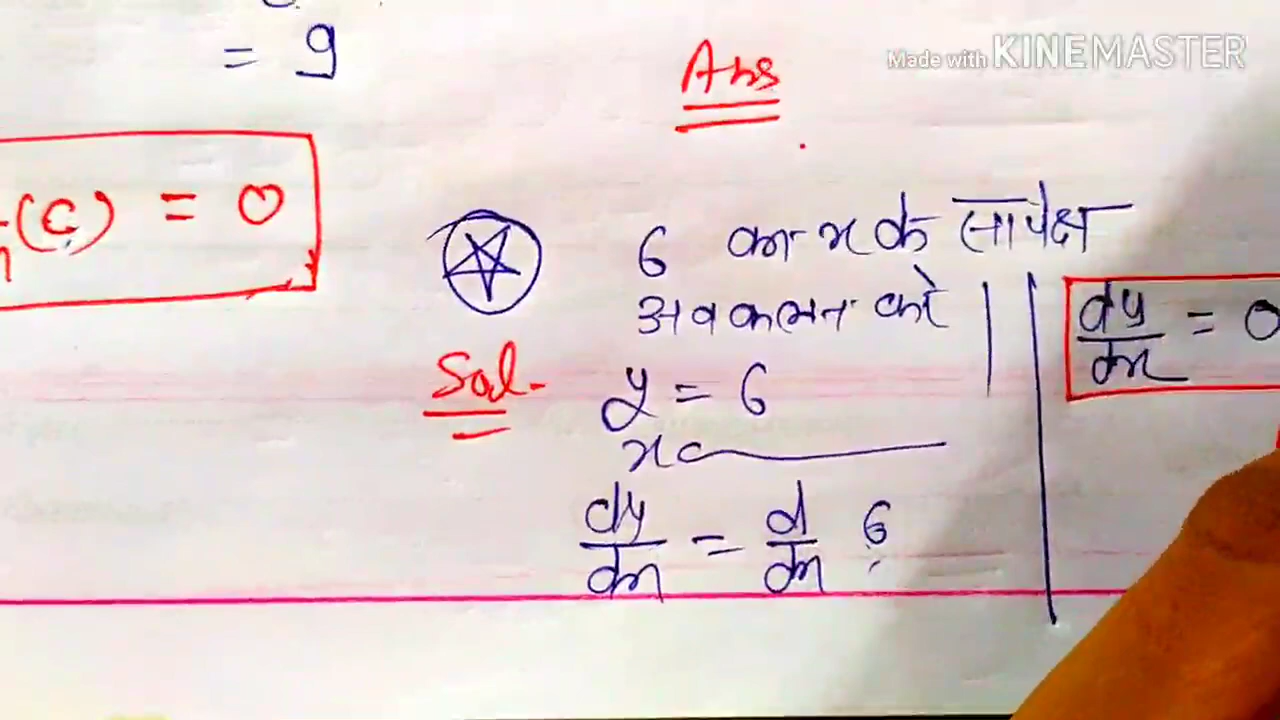 = 9
Ans
Made with KINEMASTER
(c) = 0
6 का x के सापेक्ष
अवकलन करो
dy/dx = 0
Sol-
y = 6
x
dy/dx = d/dx 6